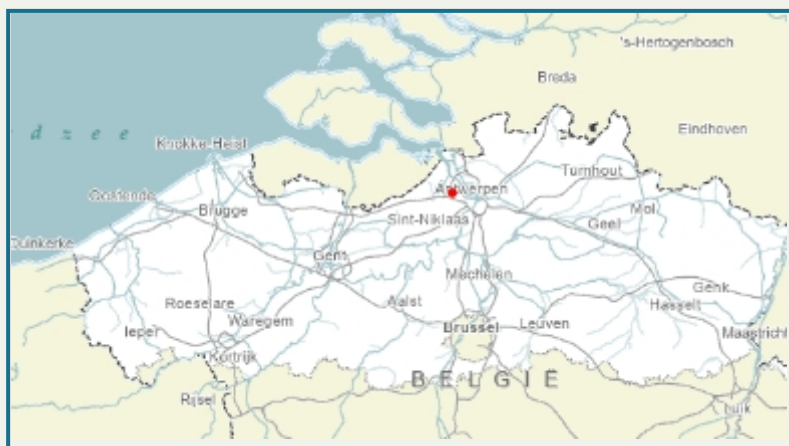 's-Hertogenbosch
Breda
Eindhoven
d z e e
Knokke-Heist
Turnhout
Antwerpen
Oostende
Brugge
Sint-Niklaas
Mol
Geel
Duinkerke
Gent
Mechelen
Genk
Roeselare
Aalst
Hasselt
Waregem
Brussel
Leuven
Ieper
Maastricht
Kortrijk
BELGIË
Rijsel
Luik